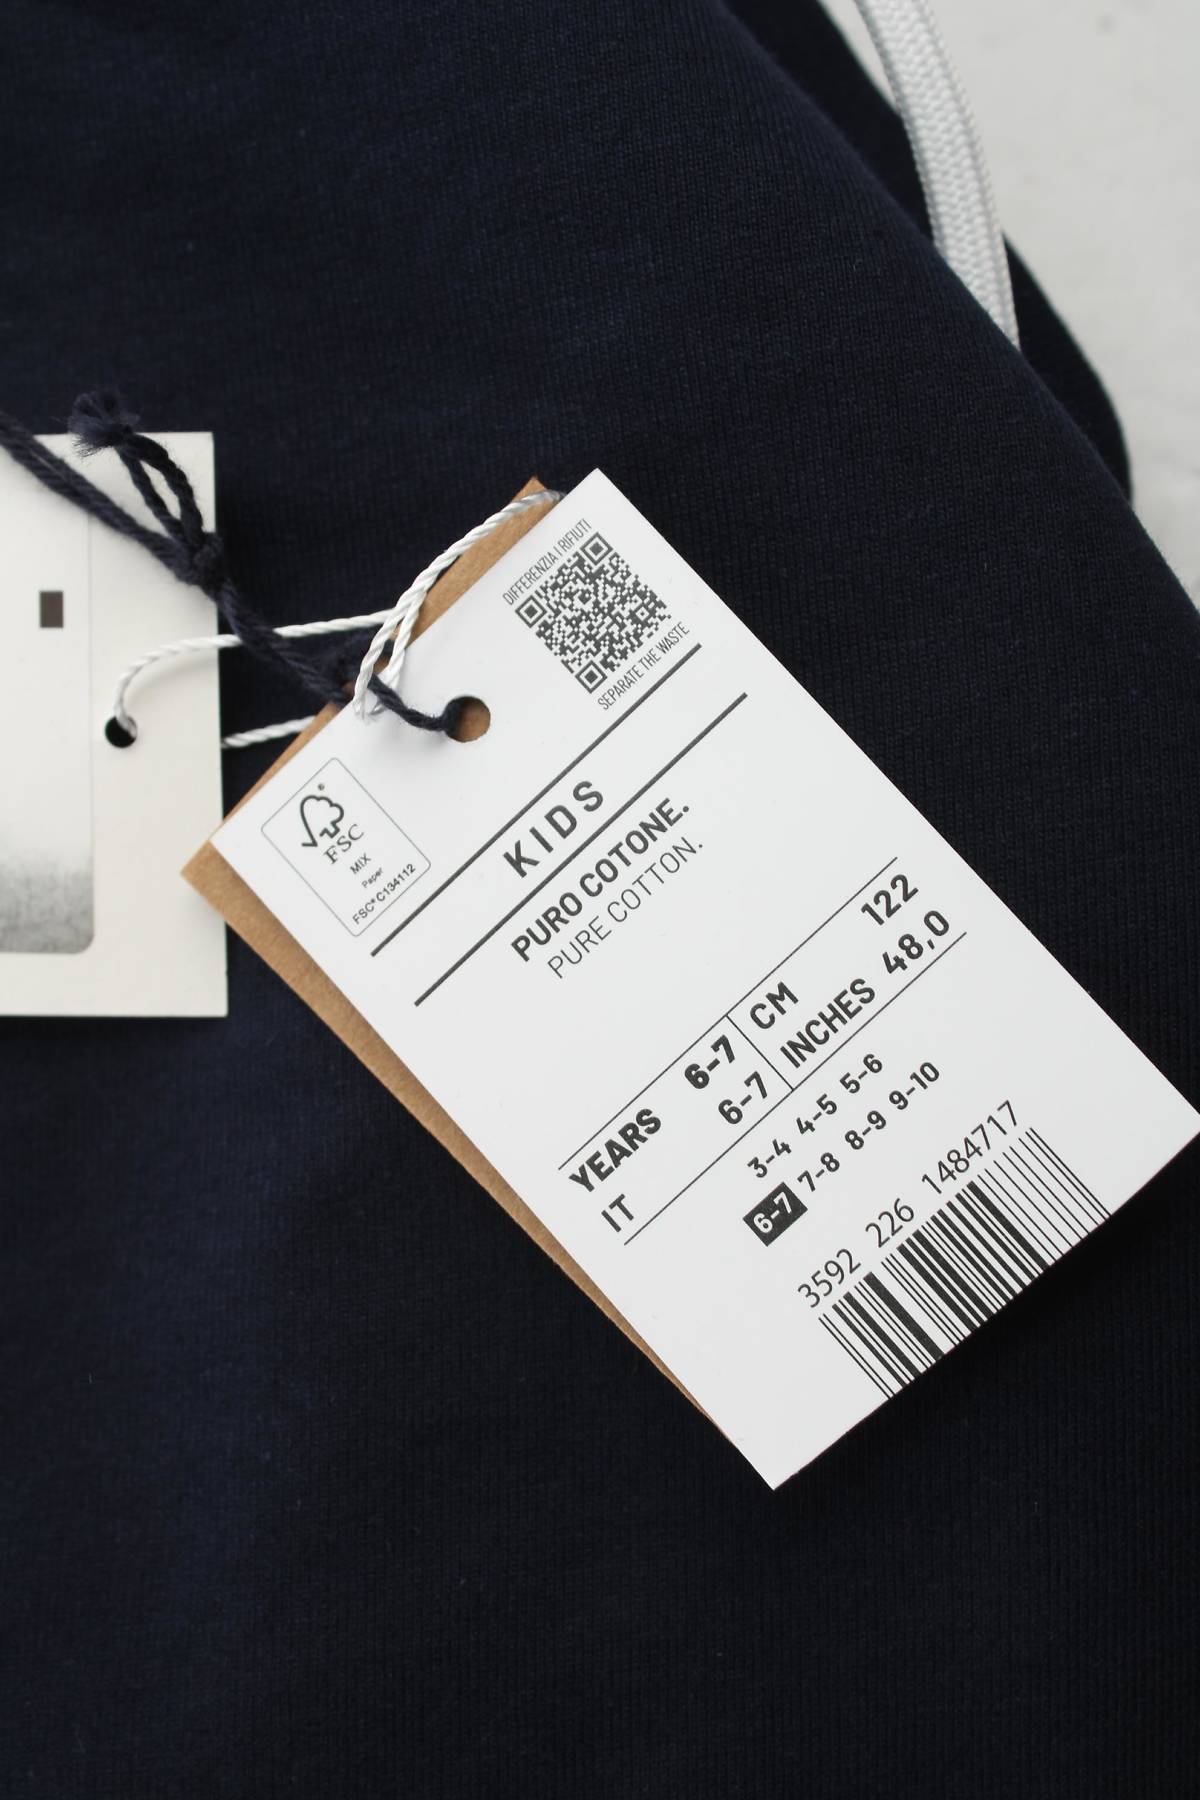 DIFFERENZIA I RIFIUTI
SEPARATE THE WASTE
FSC
MIX
Paper
FSC® C134112
KIDS
PURO COTONE.
PURE COTTON.
YEARS 6-7 CM 122
IT 6-7 INCHES 48,0
3-4 4-5 5-6
6-7 7-8 8-9 9-10
3592 226 1484717